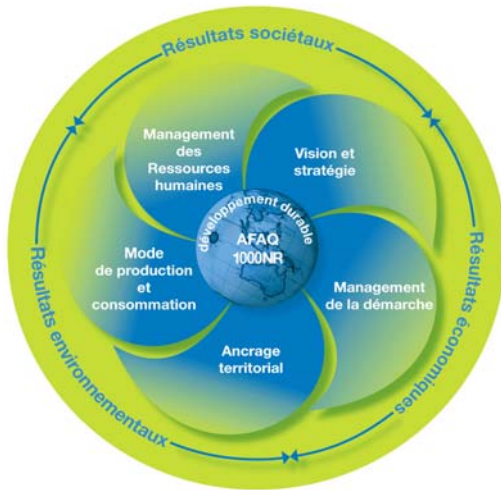 Résultats sociétaux
Management
des
Ressources
humaines
Vision et
stratégie
développement durable
AFAQ
1000NR
Mode
de production
et
consommation
Management
de la démarche
Ancrage
territorial
Résultats environnementaux
Résultats économiques